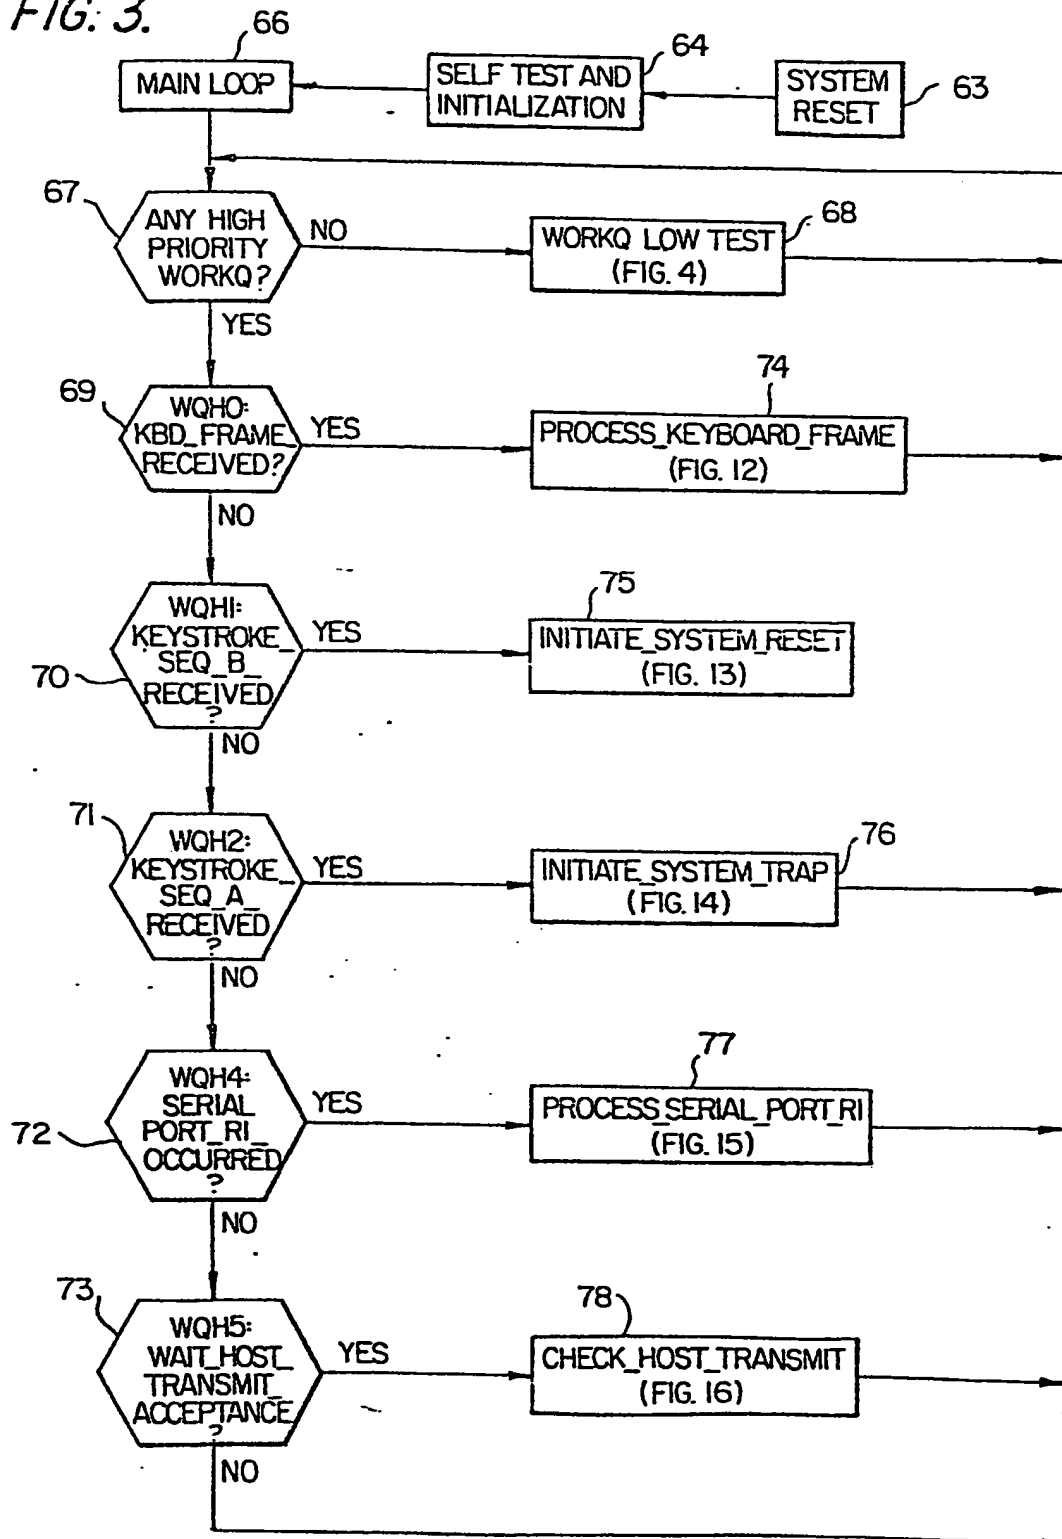 FIG: 3.
66
MAIN LOOP
64
SELF TEST AND
INITIALIZATION
SYSTEM
RESET
63
67
ANY HIGH
PRIORITY
WORKQ?
NO
68
WORKQ LOW TEST
(FIG. 4)
YES
69
WQH0:
KBD_FRAME_
RECEIVED?
YES
74
PROCESS_KEYBOARD_FRAME
(FIG. 12)
NO
70
WQH1:
KEYSTROKE_
SEQ_B_
RECEIVED
?
YES
75
INITIATE_SYSTEM_RESET
(FIG. 13)
NO
71
WQH2:
KEYSTROKE_
SEQ_A_
RECEIVED
?
YES
76
INITIATE_SYSTEM_TRAP
(FIG. 14)
NO
72
WQH4:
SERIAL
PORT_RI_
OCCURRED
?
YES
77
PROCESS_SERIAL_PORT_RI
(FIG. 15)
NO
73
WQH5:
WAIT_HOST_
TRANSMIT_
ACCEPTANCE
?
YES
78
CHECK_HOST_TRANSMIT
(FIG. 16)
NO